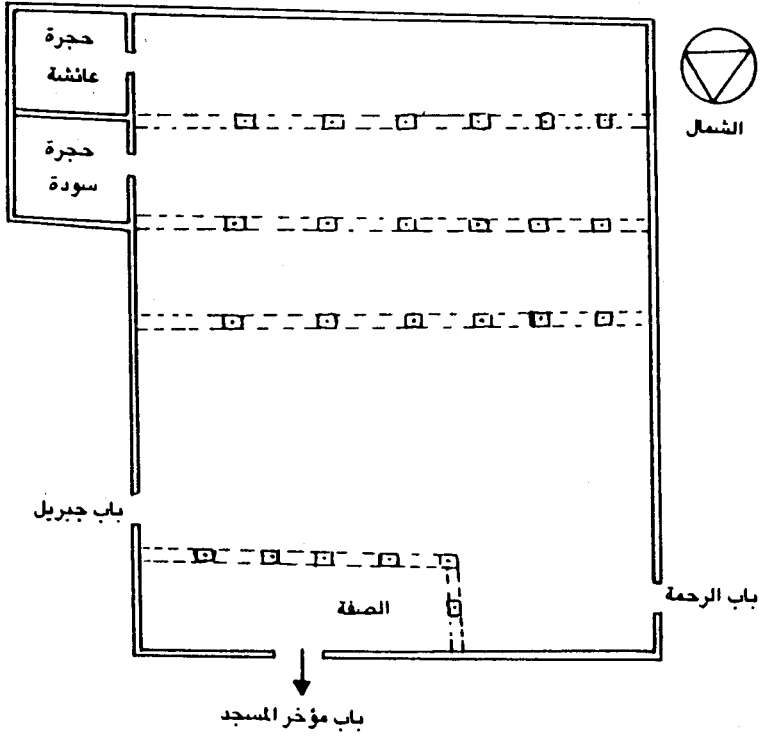 حجرة
عائشة
الشمال
حجرة
سودة
باب جبريل
باب الرحمة
الصفة
باب مؤخر المسجد